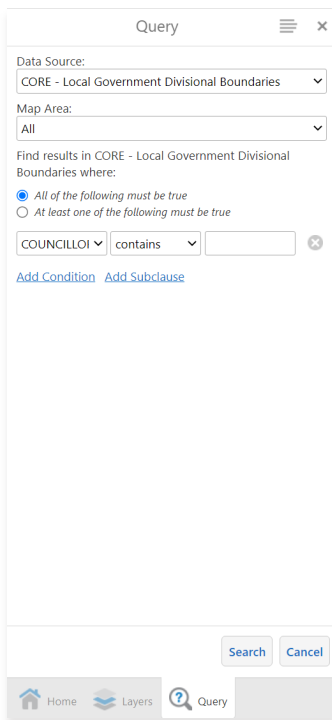 Query
Data Source:
CORE - Local Government Divisional Boundaries
Map Area:
All
Find results in CORE - Local Government Divisional
Boundaries where:
All of the following must be true
At least one of the following must be true
COUNCILLOI contains
Add Condition Add Subclause
Search Cancel
Home Layers Query